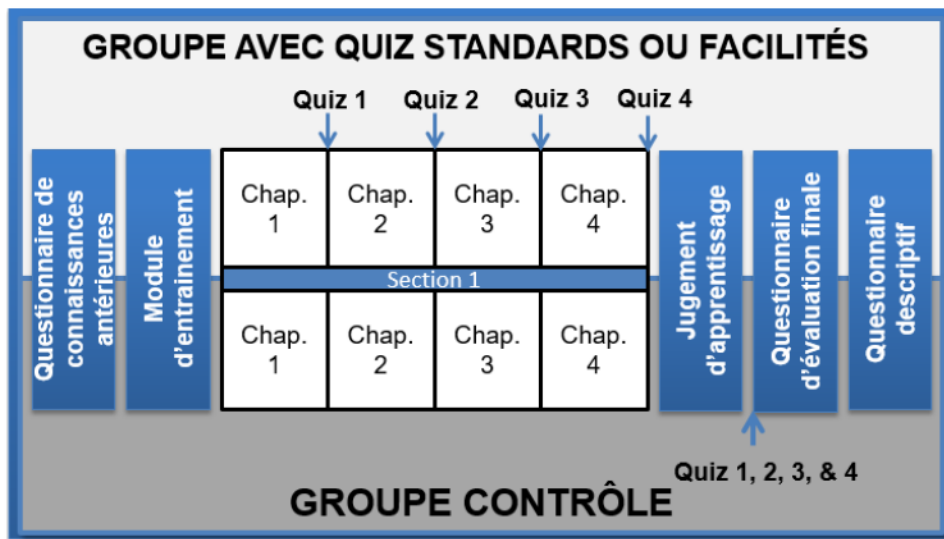 GROUPE AVEC QUIZ STANDARDS OU FACILITÉS
Quiz 1
Quiz 2
Quiz 3
Quiz 4
Questionnaire de
connaissances
antérieures
Module
d'entrainement
Chap.
1
Chap.
2
Chap.
3
Chap.
4
Section 1
Chap.
1
Chap.
2
Chap.
3
Chap.
4
Jugement
d'apprentissage
Questionnaire
d'évaluation finale
Questionnaire
descriptif
Quiz 1, 2, 3, & 4
GROUPE CONTRÔLE